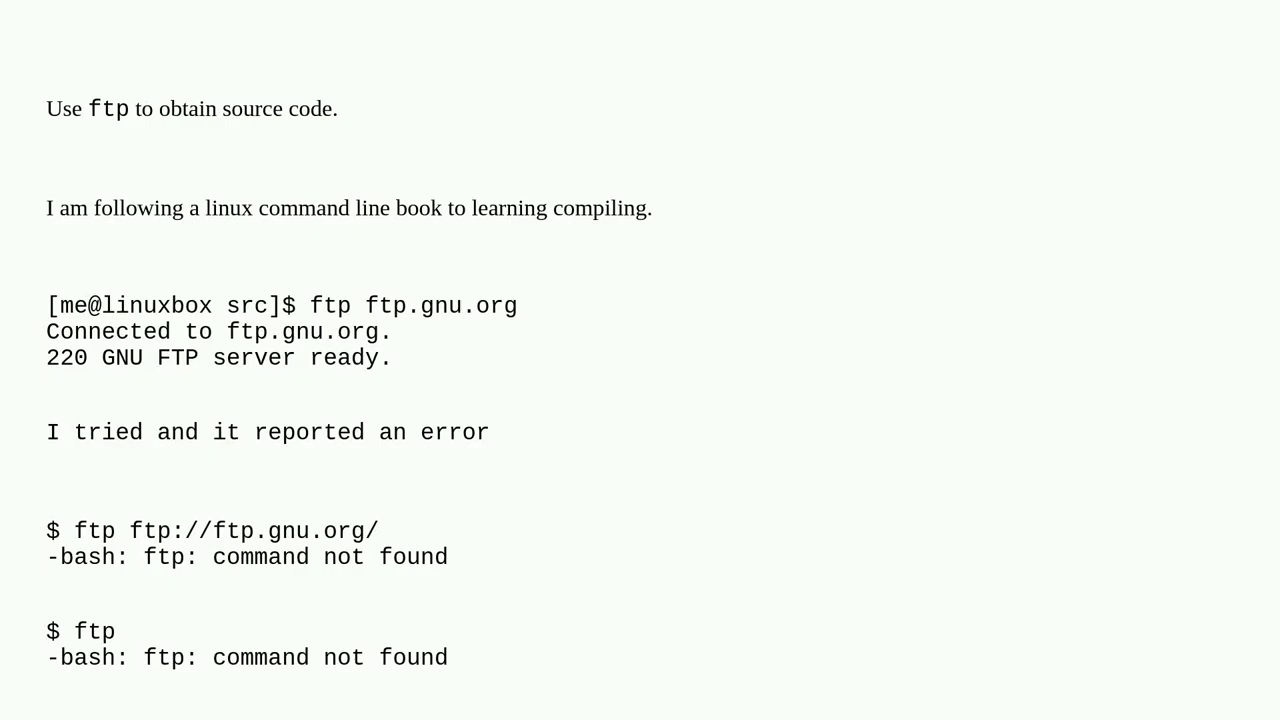 Use ftp to obtain source code.
I am following a linux command line book to learning compiling.
[me@linuxbox src]$ ftp ftp.gnu.org
Connected to ftp.gnu.org.
220 GNU FTP server ready.
I tried and it reported an error
$ ftp ftp://ftp.gnu.org/
-bash: ftp: command not found
$ ftp
-bash: ftp: command not found